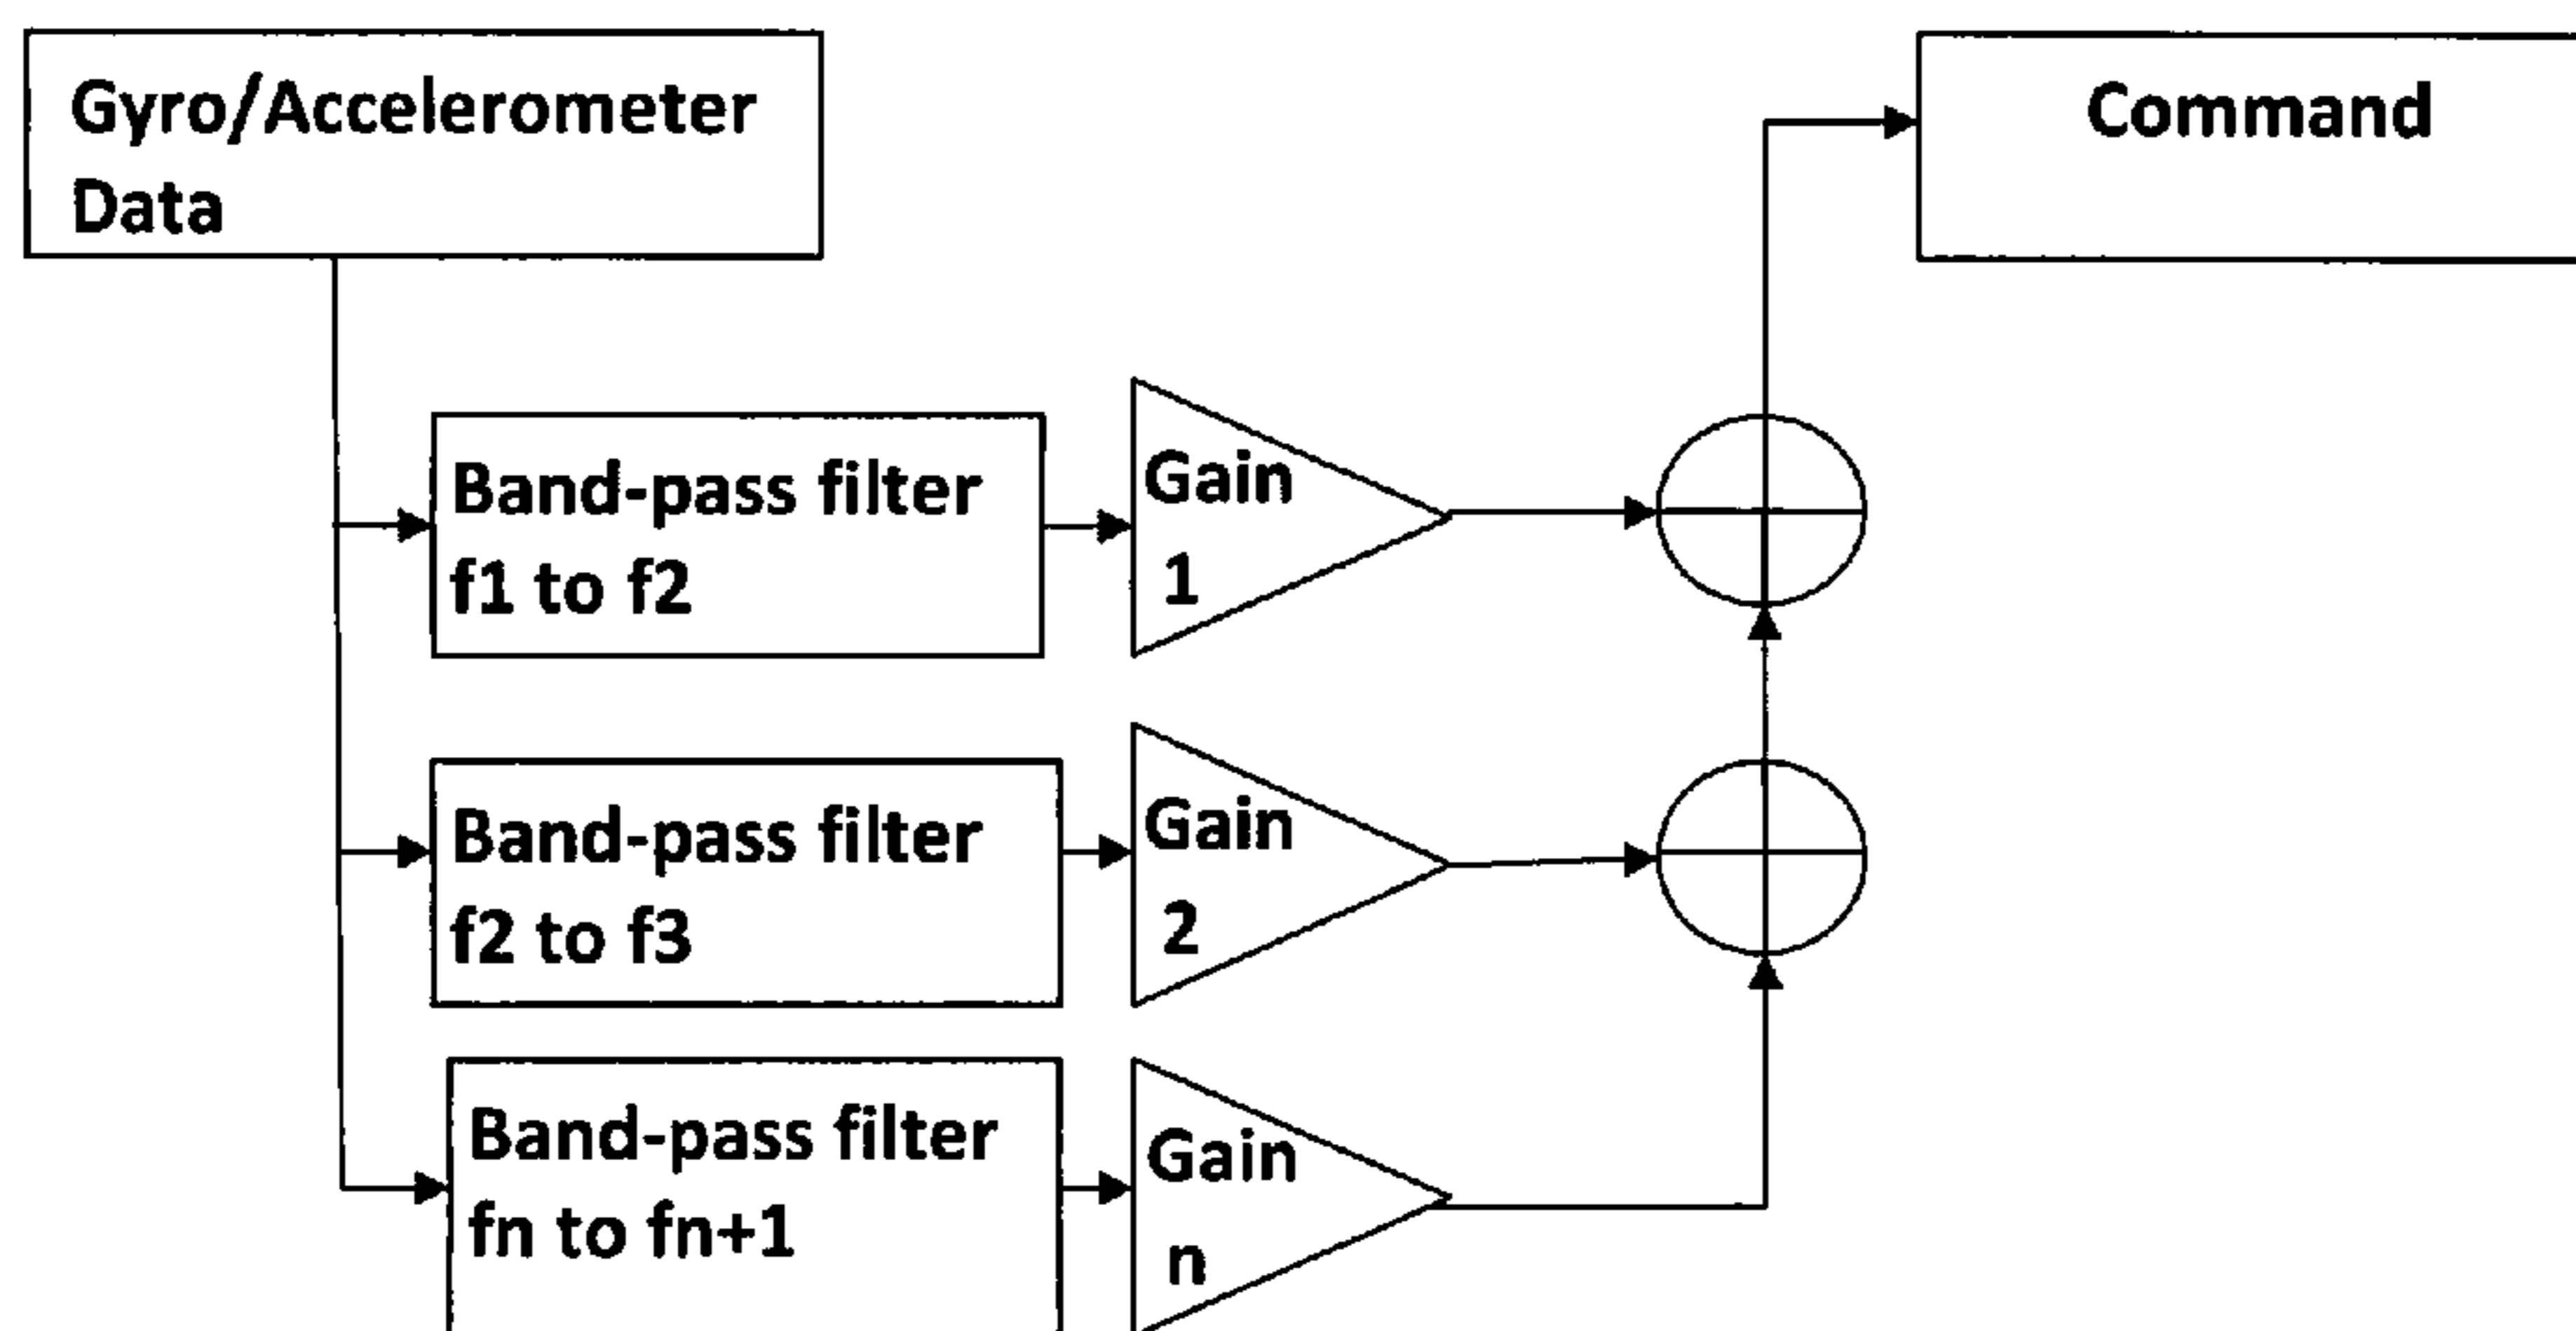 Gyro/Accelerometer
Data
Command
Band-pass filter
f1 to f2
Gain
1
Band-pass filter
f2 to f3
Gain
2
Band-pass filter
fn to fn+1
Gain
n